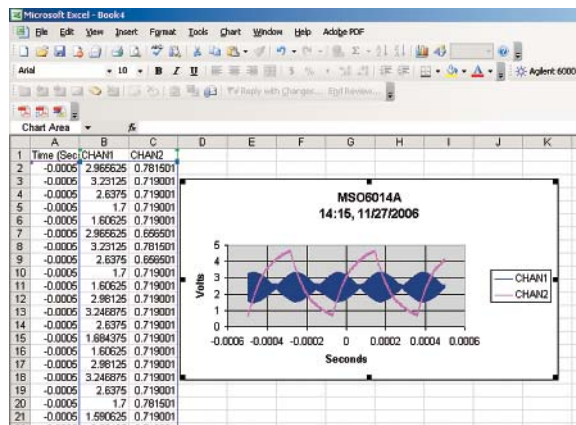 Microsoft Excel - Book4
File Edit View Insert Format Tools Chart Window Help Adobe PDF
Arial 10 B I U $ % Agilent 6000
Reply with Changes... End Review...
Chart Area fx
A B C D E F G H I J K
1 Time (Sec CHAN1 CHAN2
2 -0.0005 2.965625 0.781501
3 -0.0005 3.23125 0.719001
4 -0.0005 2.6375 0.719001
5 -0.0005 1.7 0.719001
6 -0.0005 1.60625 0.719001
7 -0.0005 2.965625 0.656501
8 -0.0005 3.23125 0.781501
9 -0.0005 2.6375 0.656501
10 -0.0005 1.7 0.719001
11 -0.0005 1.60625 0.719001
12 -0.0005 2.98125 0.719001
13 -0.0005 3.246875 0.719001
14 -0.0005 2.6375 0.719001
15 -0.0005 1.684375 0.719001
16 -0.0005 1.60625 0.719001
17 -0.0005 2.98125 0.719001
18 -0.0005 3.246875 0.719001
19 -0.0005 2.6375 0.719001
20 -0.0005 1.7 0.781501
21 -0.0005 1.590625 0.719001
MSO6014A
14:15, 11/27/2006
Volts
5
4
3
2
1
0
-0.0006 -0.0004 -0.0002 0 0.0002 0.0004 0.0006
Seconds
CHAN1
CHAN2